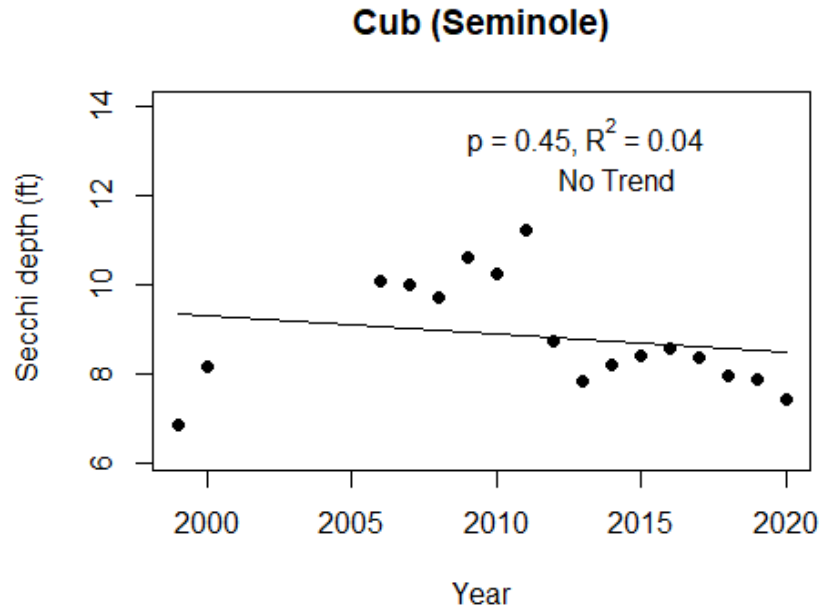 Cub (Seminole)
p = 0.45, R² = 0.04
No Trend
Secchi depth (ft)
14
12
10
8
6
2000 2005 2010 2015 2020
Year